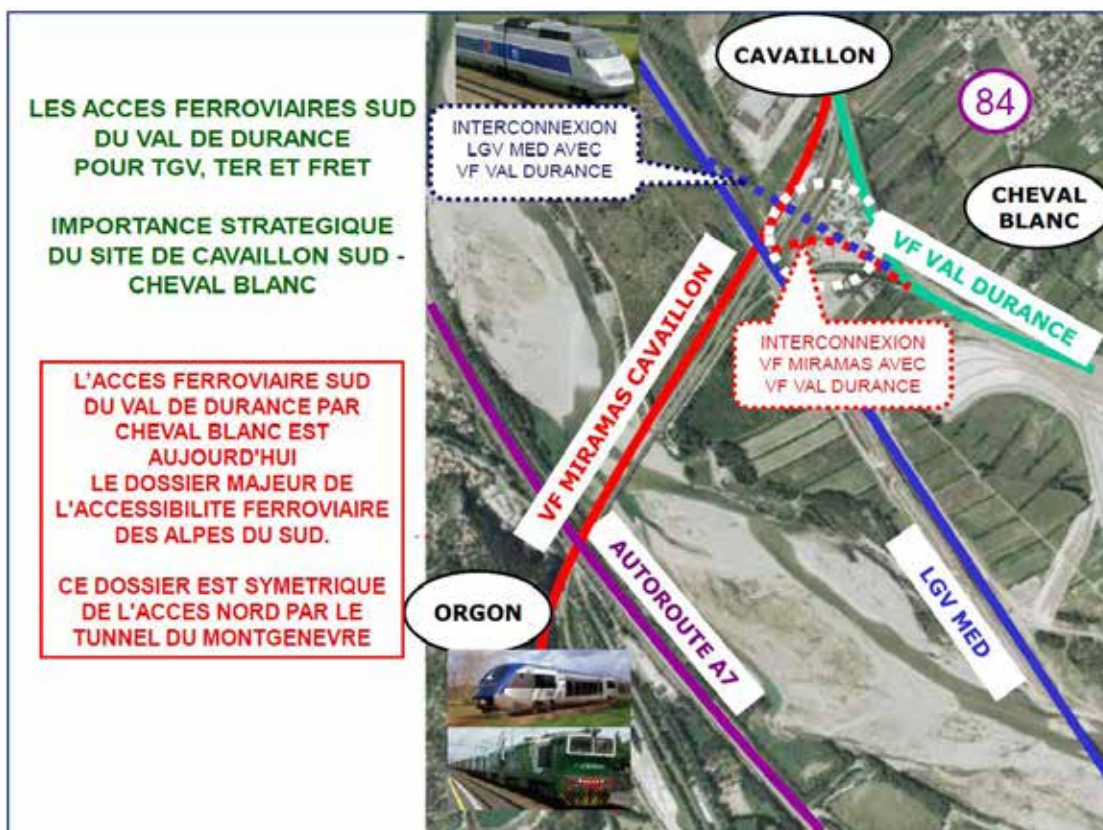 LES ACCES FERROVIAIRES SUD
DU VAL DE DURANCE
POUR TGV, TER ET FRET
IMPORTANCE STRATEGIQUE
DU SITE DE CAVAILLON SUD -
CHEVAL BLANC
L'ACCES FERROVIAIRE SUD
DU VAL DE DURANCE PAR
CHEVAL BLANC EST
AUJOURD'HUI
LE DOSSIER MAJEUR DE
L'ACCESSIBILITE FERROVIAIRE
DES ALPES DU SUD.
CE DOSSIER EST SYMETRIQUE
DE L'ACCES NORD PAR LE
TUNNEL DU MONTGENEVRE
CAVAILLON
84
INTERCONNEXION
LGV MED AVEC
VF VAL DURANCE
CHEVAL
BLANC
VF VAL DURANCE
INTERCONNEXION
VF MIRAMAS AVEC
VF VAL DURANCE
VF MIRAMAS CAVAILLON
AUTOROUTE A7
LGV MED
ORGON